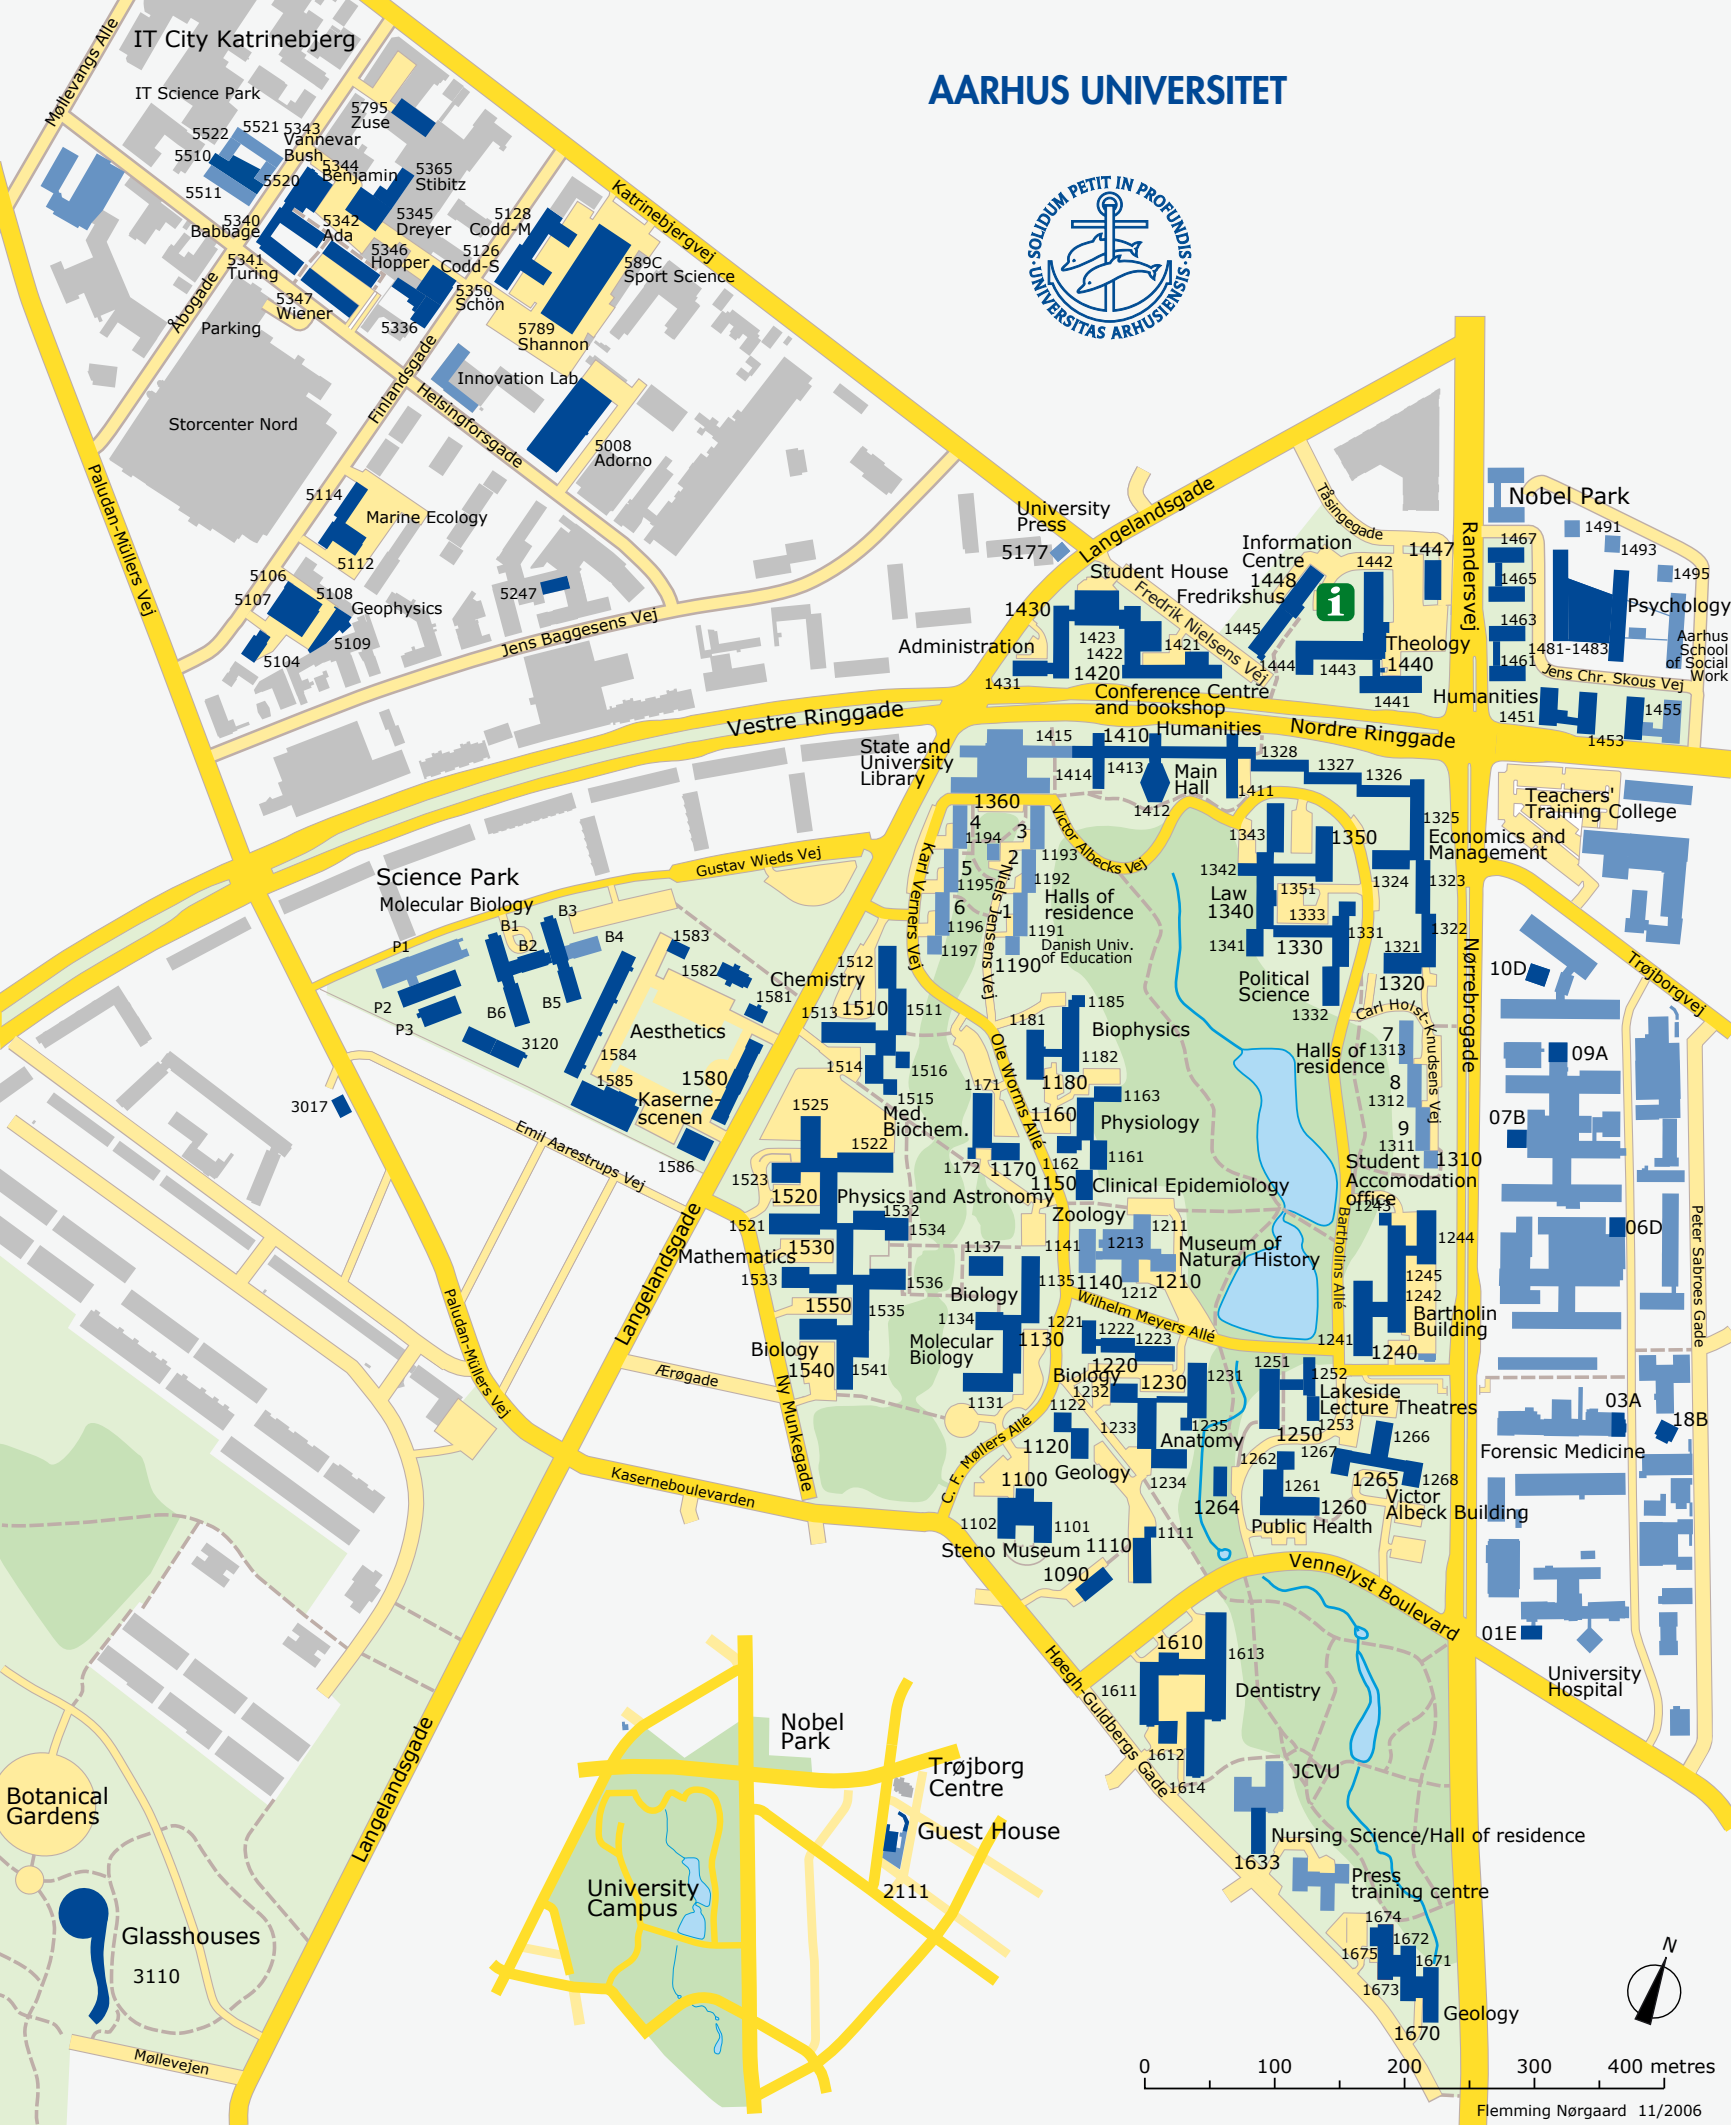 AARHUS UNIVERSITET
·SOLIDUM PETIT IN PROFUNDIS·
UNIVERSITAS ARHUSIENSIS
IT City Katrinebjerg
Møllevangs Alle
IT Science Park
5795
Zuse
5522
5521
5343
Vannevar
Bush
5510
5511
5520
5344
Benjamin
5365
Stibitz
5340
Babbage
5342
Ada
5345
Dreyer
5341
Turing
5346
Hopper
5128
Codd-M
5126
Codd-S
5347
Wiener
5350
Schön
5336
589C
Sport Science
5789
Shannon
Katrinebjergvej
Åbogade
Parking
Finlandsgade
Innovation Lab
Helsingforsgade
Storcenter Nord
5008
Adorno
Paludan-Müllers Vej
5114
Marine Ecology
5112
5106
5107
5108
Geophysics
5109
5104
5247
Jens Baggesens Vej
University
Press
5177
Langelandsgade
Tåsingegade
Randersvej
Nobel Park
1491
1493
1495
1467
1465
1463
1461
Psychology
1481-1483
Aarhus
School
of Social
Work
Jens Chr. Skous Vej
Humanities
1451
1453
1455
Information
Centre
1448
1442
1447
Student House
Fredrikshus
Fredrik Nielsens Vej
i
1445
1444
1443
Theology
1440
1441
1430
Administration
1431
1423
1422
1421
1420
Conference Centre
and bookshop
Vestre Ringgade
Nordre Ringgade
State and
University
Library
1415
1410
Humanities
1414
1413
Main
Hall
1412
1411
1328
1327
1326
1325
Economics and
Management
1324
1323
1322
1321
1320
1360
Teachers'
Training College
Victor Albecks Vej
Karl Verners Vej
Niels Jensens Vej
4
1194
3
2
1193
5
1195
1192
6
1196
1
1191
1197
1190
Halls of
residence
Danish Univ.
of Education
1343
1350
1342
Law
1340
1351
1333
1341
1330
1331
Political
Science
1332
Carl Holst-Knudsens Vej
Halls of
residence
7
1313
8
1312
9
1311
1310
Student
Accomodation
office
Nørrebrogade
Trøjborgvej
10D
09A
07B
06D
03A
18B
01E
Forensic Medicine
University
Hospital
Peter Sabroes Gade
Gustav Wieds Vej
Science Park
Molecular Biology
P1
P2
P3
B1
B2
B3
B4
B5
B6
3120
1583
1582
1581
Aesthetics
1584
1585
1580
Kaserne-
scenen
1586
3017
Emil Aarestrups Vej
Chemistry
1512
1513
1510
1511
1514
1516
1515
Med.
Biochem.
1171
1172
1170
Ole Worms Allé
1185
1181
Biophysics
1182
1180
1163
1160
Physiology
1162
1161
1150
Clinical Epidemiology
Zoology
1211
1141
1213
Museum of
Natural History
1140
1212
1210
1525
1522
1523
1520
Physics and Astronomy
1532
1521
1534
1530
Mathematics
1533
1536
1550
1535
Biology
1540
1541
1137
1135
Biology
1134
Molecular
Biology
1130
1131
Wilhelm Meyers Allé
1221
1222
1223
1220
Biology
1230
1231
1232
1233
1235
Anatomy
1234
1122
1120
Geology
Bartholins Allé
1243
1244
1245
1242
Bartholin
Building
1241
1240
1251
1252
Lakeside
Lecture Theatres
1253
1250
1262
1267
1266
1261
1265
1268
1264
1260
Victor
Albeck Building
Public Health
Langelandsgade
Paludan-Müllers Vej
Ærøgade
Ny Munkegade
Kaserneboulevarden
C. F. Møllers Allé
1100
1102
1101
Steno Museum
1110
1111
1090
Vennelyst Boulevard
Høegh-Guldbergs Gade
1610
1613
1611
Dentistry
1612
1614
JCVU
Nursing Science/Hall of residence
1633
Press
training centre
1674
1672
1675
1671
1673
Geology
1670
Botanical
Gardens
Langelandsgade
Glasshouses
3110
Møllevejen
Nobel
Park
Trøjborg
Centre
Guest House
2111
University
Campus
N
0 100 200 300 400 metres
Flemming Nørgaard 11/2006